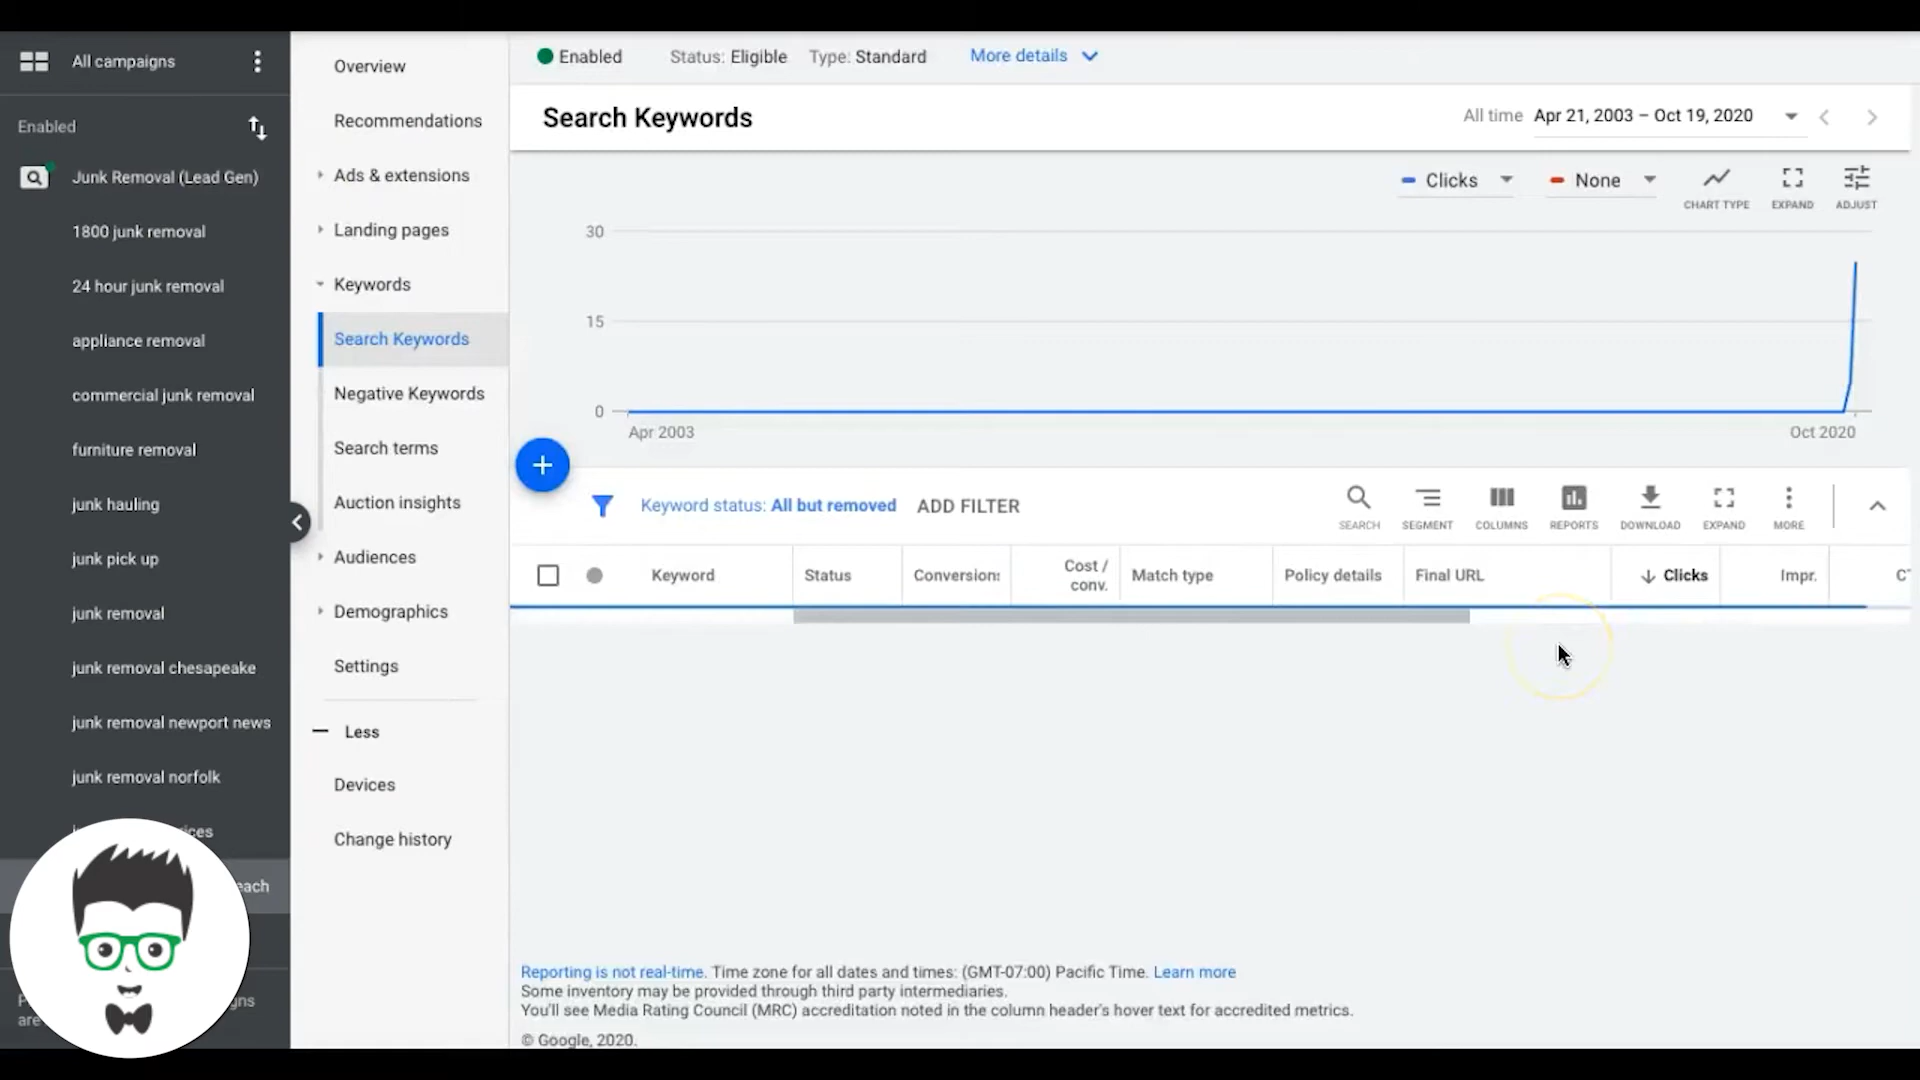 All campaigns
Enabled
Junk Removal (Lead Gen)
1800 junk removal
24 hour junk removal
appliance removal
commercial junk removal
furniture removal
junk hauling
junk pick up
junk removal
junk removal chesapeake
junk removal newport news
junk removal norfolk
Overview
Recommendations
Ads & extensions
Landing pages
Keywords
Search Keywords
Negative Keywords
Search terms
Auction insights
Audiences
Demographics
Settings
Less
Devices
Change history
Enabled Status: Eligible Type: Standard More details
Search Keywords
All time Apr 21, 2003 – Oct 19, 2020
Clicks None
CHART TYPE EXPAND ADJUST
30
15
0
Apr 2003 Oct 2020
Keyword status: All but removed ADD FILTER
SEARCH SEGMENT COLUMNS REPORTS DOWNLOAD EXPAND MORE
Keyword Status Conversions Cost / conv. Match type Policy details Final URL Clicks Impr.
Reporting is not real-time. Time zone for all dates and times: (GMT-07:00) Pacific Time. Learn more
Some inventory may be provided through third party intermediaries.
You'll see Media Rating Council (MRC) accreditation noted in the column header's hover text for accredited metrics.
© Google, 2020.